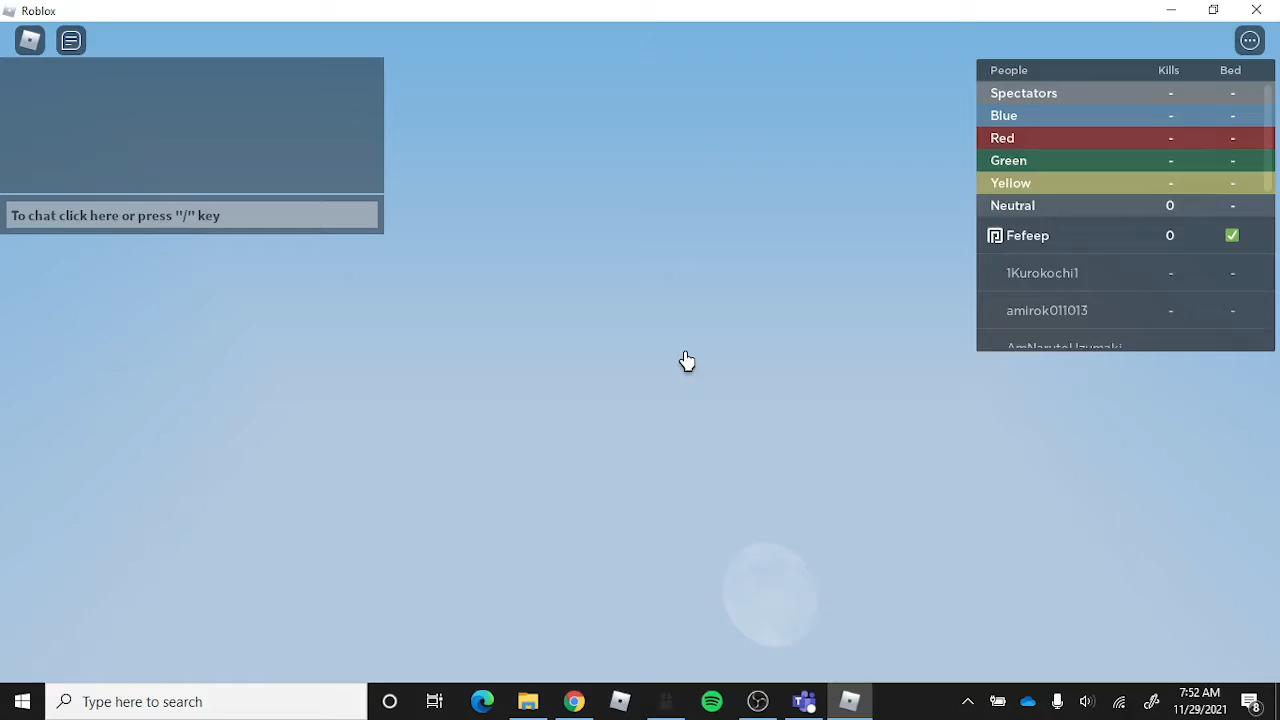 Roblox
People Kills Bed
Spectators - -
Blue - -
Red - -
Green - -
Yellow - -
Neutral 0 -
Fefeep 0
1Kurokochi1 - -
amirok011013 - -
AmNarutoUzumaki
To chat click here or press "/" key
Type here to search
7:52 AM
11/29/2021
8